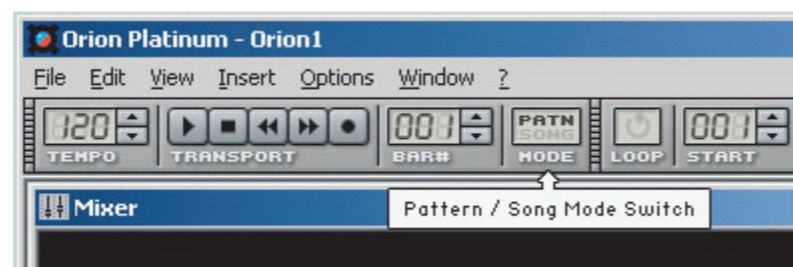 Orion Platinum - Orion1
File Edit View Insert Options Window ?
120 001 PATN 001
SONG
TEMPO TRANSPORT BAR# MODE LOOP START
Mixer Pattern / Song Mode Switch